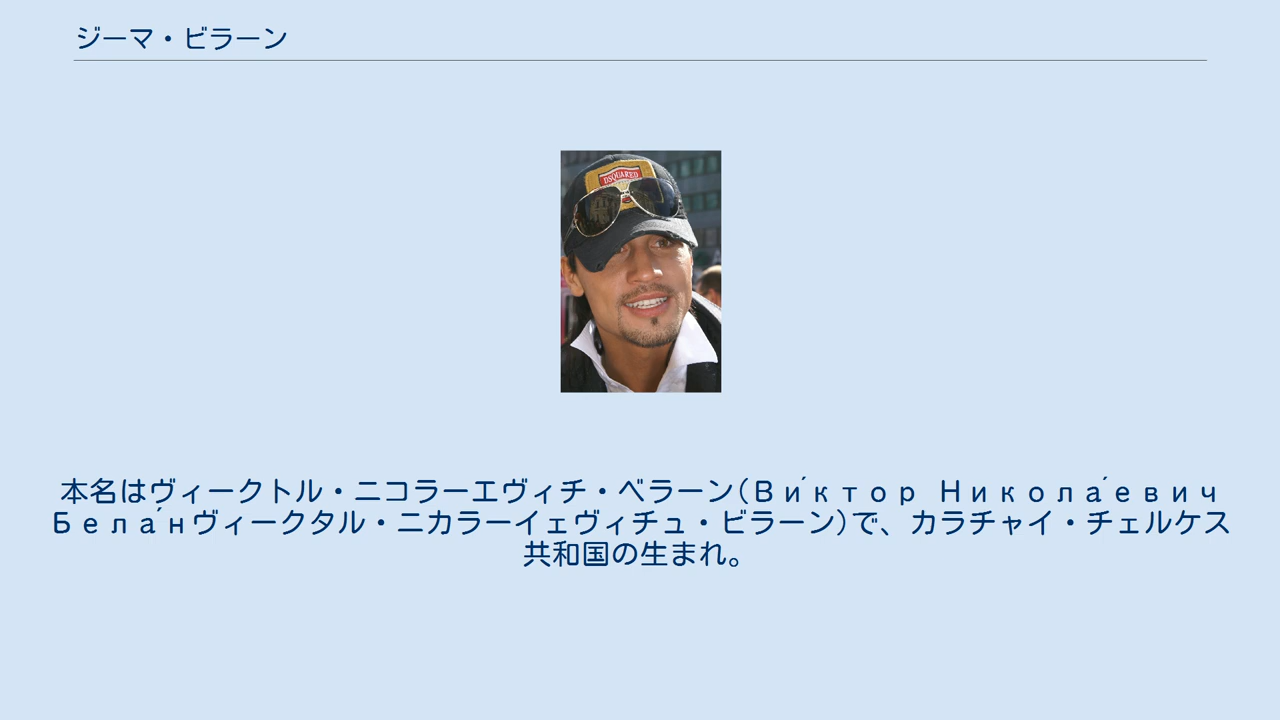 ジーマ・ビラーン
DSQUARED
本名はヴィークトル・ニコラーエヴィチ・ベラーン(Ви́ктор Никола́евич
Бела́нヴィークタル・ニカラーイェヴィチュ・ビラーン)で、カラチャイ・チェルケス
共和国の生まれ。